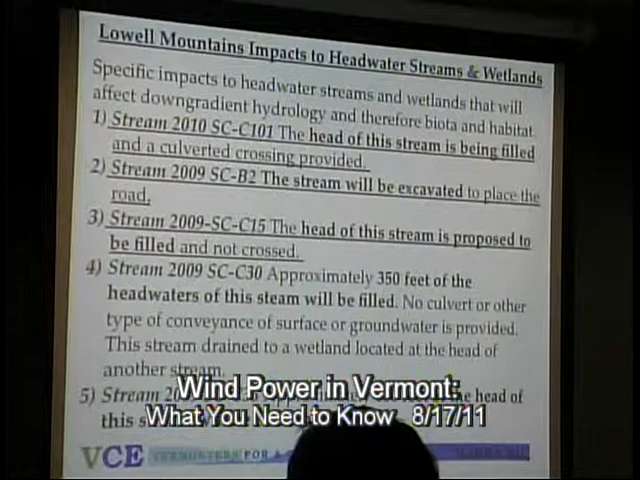 Lowell Mountains Impacts to Headwater Streams & Wetlands
Specific impacts to headwater streams and wetlands that will
affect downgradient hydrology and therefore biota and habitat
1) Stream 2010 SC-C101 The head of this stream is being filled
and a culverted crossing provided.
2) Stream 2009 SC-B2 The stream will be excavated to place the
road.
3) Stream 2009-SC-C15 The head of this stream is proposed to
be filled and not crossed.
4) Stream 2009 SC-C30 Approximately 350 feet of the
headwaters of this steam will be filled. No culvert or other
type of conveyance of surface or groundwater is provided.
This stream drained to a wetland located at the head of
another stream.
5) Stream head of
this
Wind Power in Vermont:
What You Need to Know 8/17/11
VCE FOR A